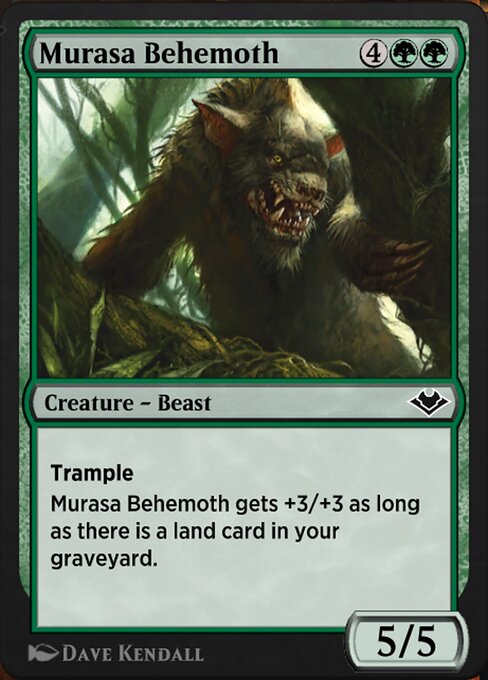 Murasa Behemoth 4
Creature – Beast
Trample
Murasa Behemoth gets +3/+3 as long
as there is a land card in your
graveyard.
5/5
DAVE KENDALL